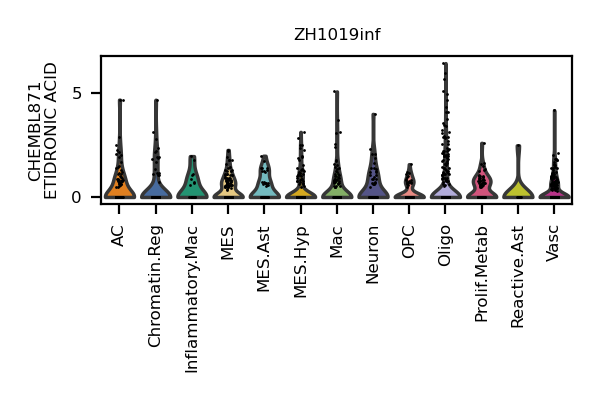 ZH1019inf
CHEMBL871
ETIDRONIC ACID
5
0
AC
Chromatin.Reg
Inflammatory.Mac
MES
MES.Ast
MES.Hyp
Mac
Neuron
OPC
Oligo
Prolif.Metab
Reactive.Ast
Vasc